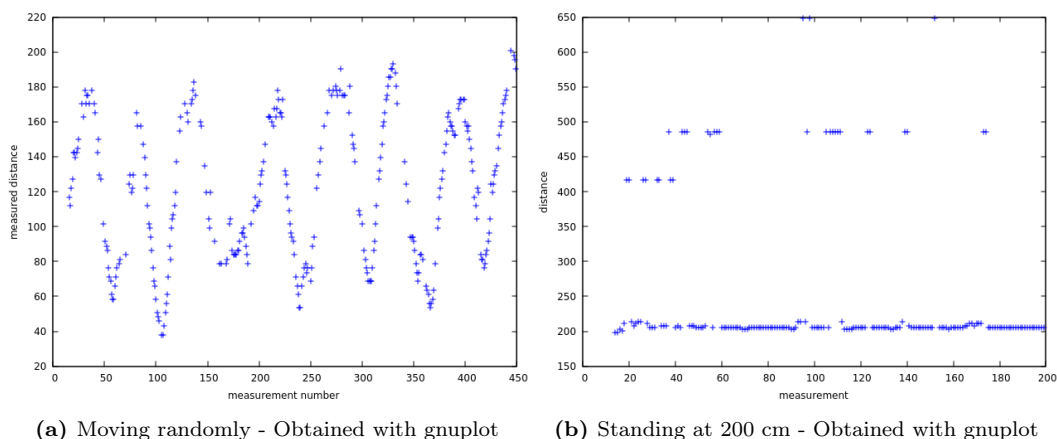 220
200
180
160
140
120
100
80
60
40
20
measured distance
0 50 100 150 200 250 300 350 400 450
measurement number
(a) Moving randomly - Obtained with gnuplot
650
600
550
500
450
400
350
300
250
200
150
distance
20 40 60 80 100 120 140 160 180 200
measurement
(b) Standing at 200 cm - Obtained with gnuplot